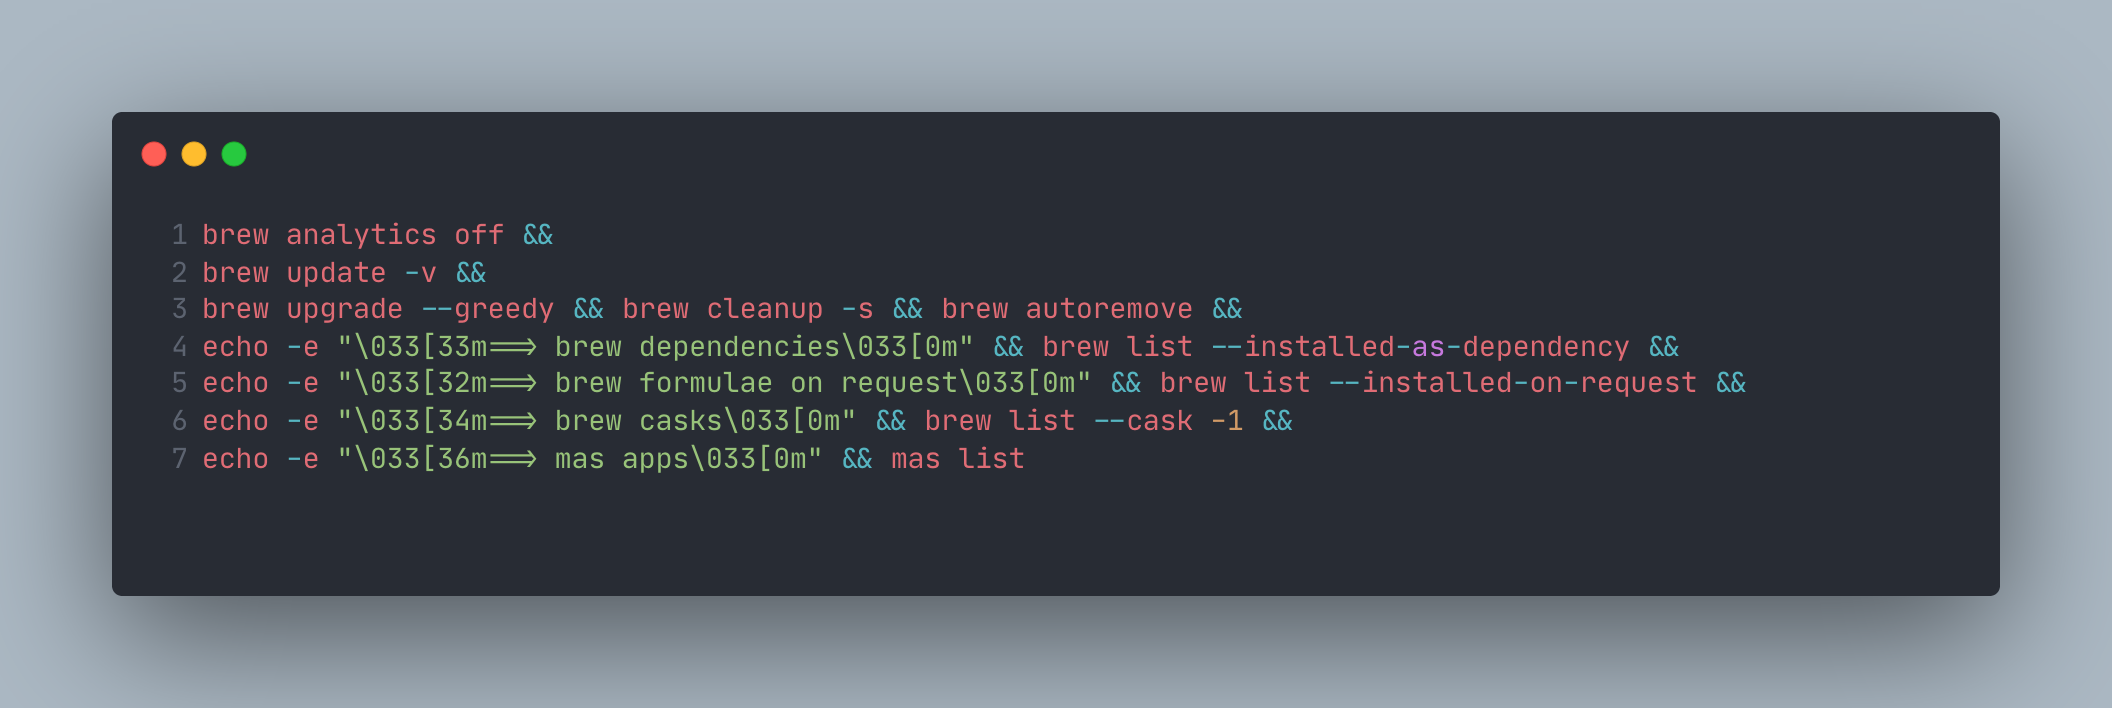 1 brew analytics off &&
2 brew update -v &&
3 brew upgrade --greedy && brew cleanup -s && brew autoremove &&
4 echo -e "\033[33m==> brew dependencies\033[0m" && brew list --installed-as-dependency &&
5 echo -e "\033[32m==> brew formulae on request\033[0m" && brew list --installed-on-request &&
6 echo -e "\033[34m==> brew casks\033[0m" && brew list --cask -1 &&
7 echo -e "\033[36m==> mas apps\033[0m" && mas list